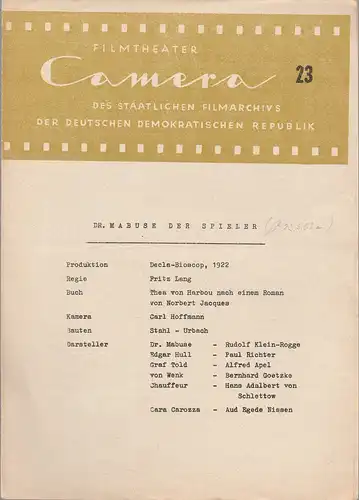 FILMTHEATER
Camera 23
DES STAATLICHEN FILMARCHIVS
DER DEUTSCHEN DEMOKRATISCHEN REPUBLIK
DR. MABUSE DER SPIELER
Produktion Decla-Bioscop, 1922
Regie Fritz Lang
Buch Thea von Harbou nach einem Roman
von Norbert Jacques
Kamera Carl Hoffmann
Bauten Stahl - Urbach
Darsteller Dr. Mabuse - Rudolf Klein-Rogge
Edgar Hull - Paul Richter
Graf Told - Alfred Apel
von Wenk - Bernhard Goetzke
Chauffeur - Hans Adalbert von
Schlettow
Cara Carozza - Aud Egede Nissen